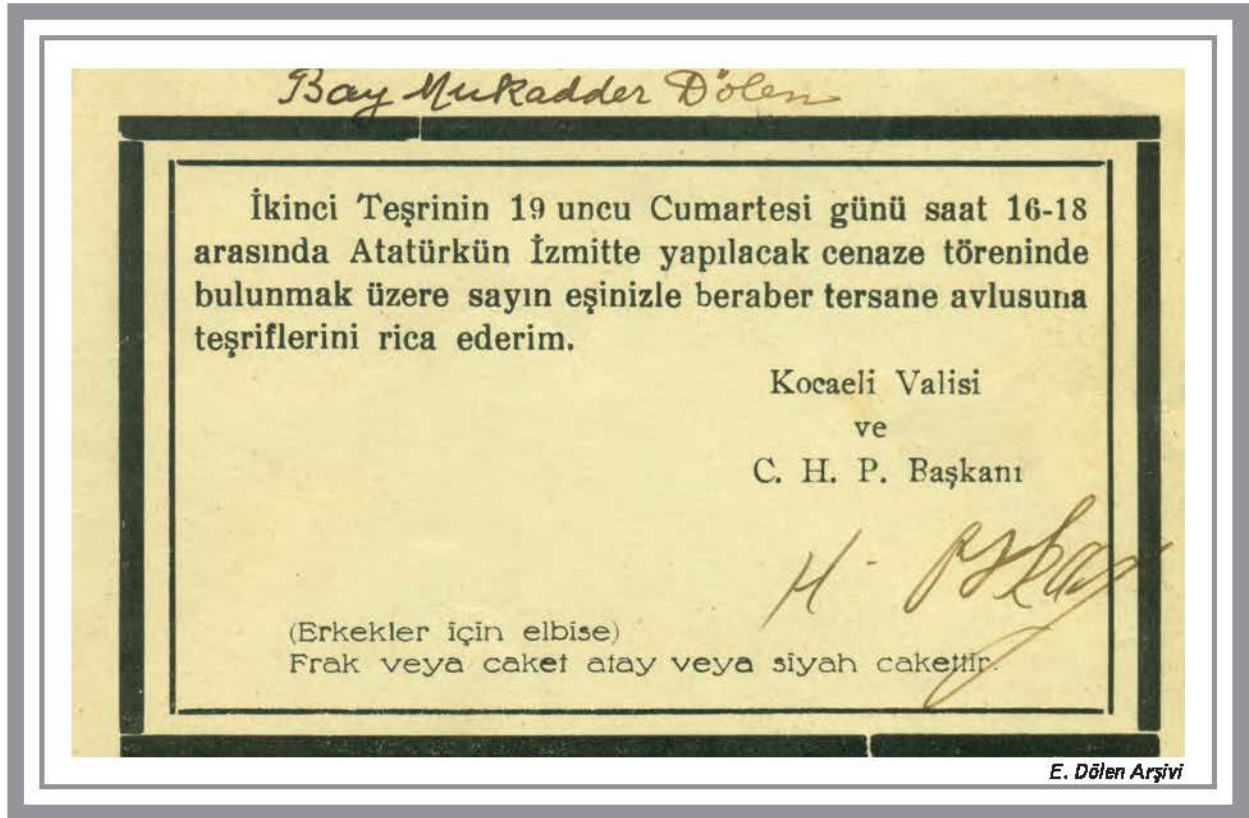 Bay Mukadder Dölen
İkinci Teşrinin 19 uncu Cumartesi günü saat 16-18
arasında Atatürkün İzmitte yapılacak cenaze töreninde
bulunmak üzere sayın eşinizle beraber tersane avlusuna
teşriflerini rica ederim.
Kocaeli Valisi
ve
C. H. P. Başkanı
H.
(Erkekler için elbise)
Frak veya caket atay veya siyah cakettir.
E. Dölen Arşivi